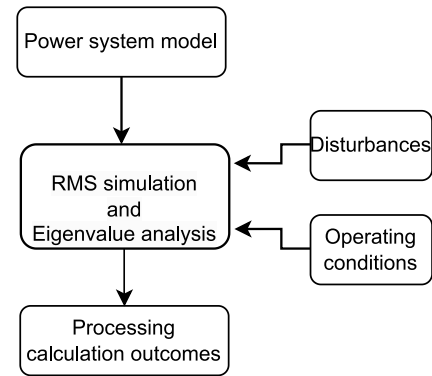 Power system model
Disturbances
RMS simulation
and
Eigenvalue analysis
Operating
conditions
Processing
calculation outcomes